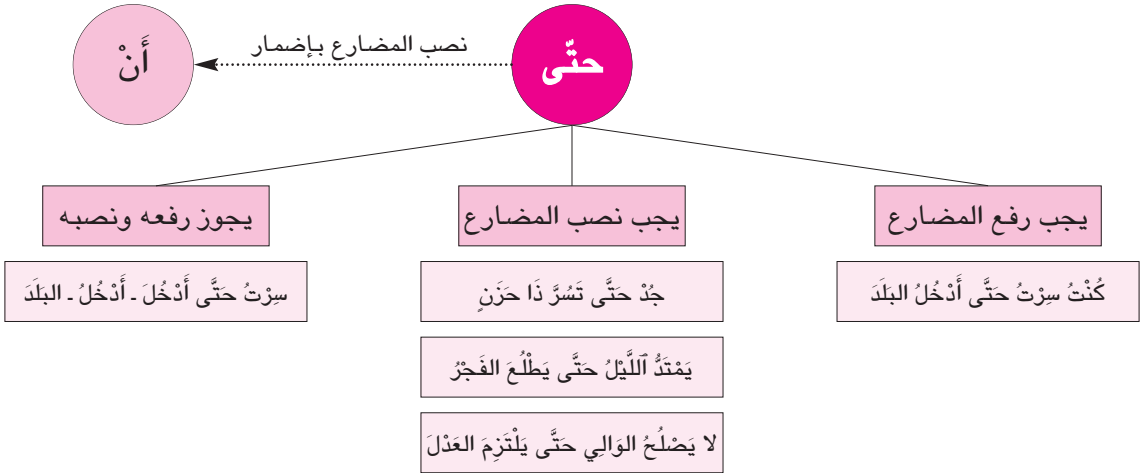 حتّى
نصب المضارع بإضمار
أَنْ
يجب رفع المضارع
يجب نصب المضارع
يجوز رفعه ونصبه
كُنْتُ سِرْتُ حَتَّى أَدْخُلُ البَلَدَ
جُدْ حَتَّى تَسُرَّ ذَا حَزَنٍ
سِرْتُ حَتَّى أَدْخُلَ ـ أَدْخُلُ ـ البَلَدَ
يَمْتَدُّ ٱللَّيْلُ حَتَّى يَطْلُعَ الفَجْرُ
لا يَصْلُحُ الوَالِي حَتَّى يَلْتَزِمَ العَدْلَ